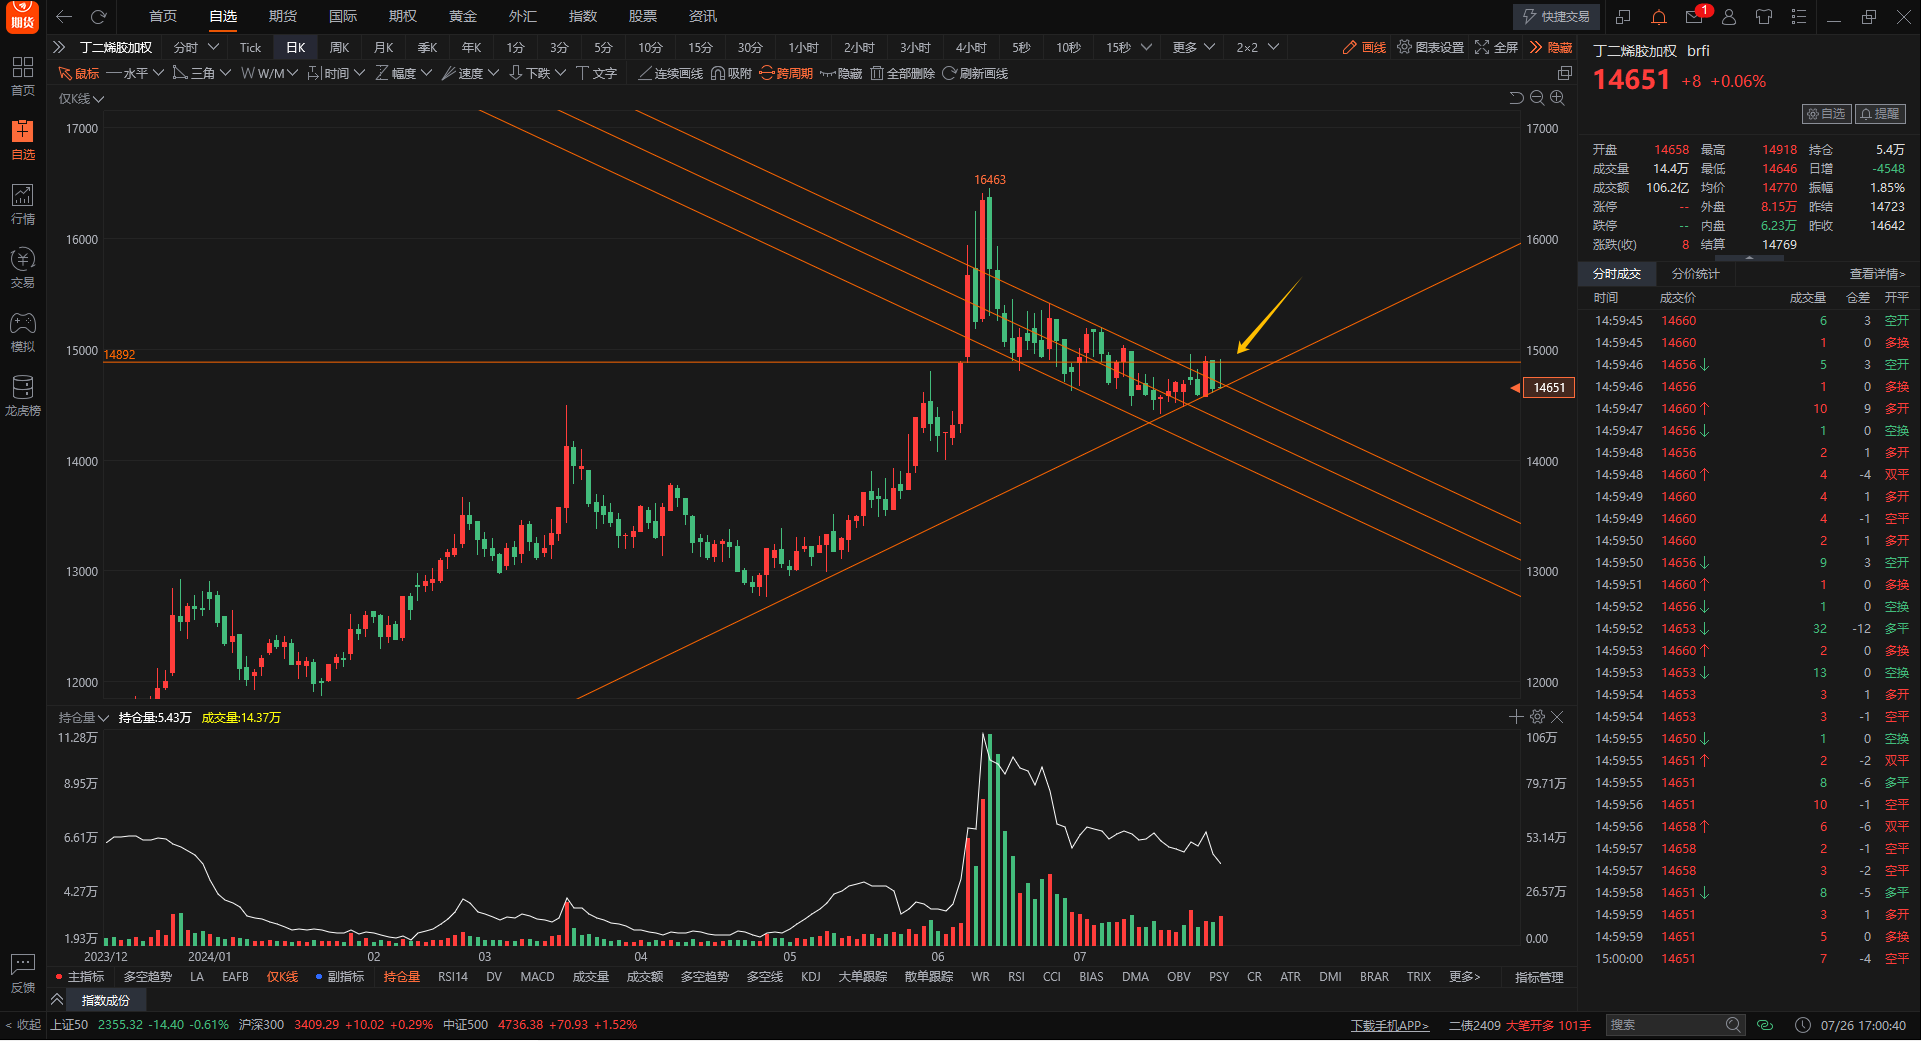 期货
首页 自选 期货 国际 期权 黄金 外汇 指数 股票 资讯
快捷交易 1
丁二烯胶加权 分时 Tick 日K 周K 月K 季K 年K 1分 3分 5分 10分 15分 30分 1小时 2小时 3小时 4小时 5秒 10秒 15秒 更多 2×2 画线 图表设置 全屏 隐藏
鼠标 水平 三角 W/M 时间 幅度 速度 下跌 文字 连续画线 吸附 跨周期 隐藏 全部删除 刷新画线
首页
自选
行情
交易
模拟
龙虎榜
反馈
< 收起
仅K线
17000 17000
16463
16000 16000
15000 15000
14892
14651
14000 14000
13000 13000
12000 12000
持仓量 持仓量:5.43万 成交量:14.37万
11.28万 106万
8.95万 79.71万
6.61万 53.14万
4.27万 26.57万
1.93万 0.00
2023/12 2024/01 02 03 04 05 06 07
主指标 多空趋势 LA EAFB 仅K线 副指标 持仓量 RSI14 DV MACD 成交量 成交额 多空趋势 多空线 KDJ 大单跟踪 散单跟踪 WR RSI CCI BIAS DMA OBV PSY CR ATR DMI BRAR TRIX 更多> 指标管理
指数成份
丁二烯胶加权 brfi
14651 +8 +0.06%
自选 提醒
开盘 14658 最高 14918 持仓 5.4万
成交量 14.4万 最低 14646 日增 -4548
成交额 106.2亿 均价 14770 振幅 1.85%
涨停 -- 外盘 8.15万 昨结 14723
跌停 -- 内盘 6.23万 昨收 14642
涨跌(收) 8 结算 14769
分时成交 分价统计 查看详情>
时间 成交价 成交量 仓差 开平
14:59:45 14660 6 3 空开
14:59:45 14660 1 0 多换
14:59:46 14656↓ 5 3 空开
14:59:46 14656 1 0 多换
14:59:47 14660↑ 10 9 多开
14:59:47 14656↓ 1 0 空换
14:59:48 14656 2 1 多开
14:59:48 14660↑ 4 -4 双平
14:59:49 14660 4 1 多开
14:59:49 14660 4 -1 空平
14:59:50 14660 2 1 多开
14:59:50 14656↓ 9 3 空开
14:59:51 14660↑ 1 0 多换
14:59:52 14656↓ 1 0 空换
14:59:52 14653↓ 32 -12 多平
14:59:53 14660↑ 2 0 多换
14:59:53 14653↓ 13 0 空换
14:59:54 14653 3 1 多开
14:59:54 14653 3 -1 空平
14:59:55 14650↓ 1 0 空换
14:59:55 14651↑ 2 -2 双平
14:59:55 14651 8 -6 多平
14:59:56 14651 10 -1 空平
14:59:56 14658↑ 6 -6 双平
14:59:57 14658 2 -1 空平
14:59:57 14658 3 -2 空平
14:59:58 14651↓ 8 -5 多平
14:59:59 14651 3 1 多开
14:59:59 14651 5 0 多换
15:00:00 14651 7 -4 空平
上证50 2355.32 -14.40 -0.61% 沪深300 3409.29 +10.02 +0.29% 中证500 4736.38 +70.93 +1.52% 下载手机APP> 二债2409 大笔开多 101手 搜索 07/26 17:00:40